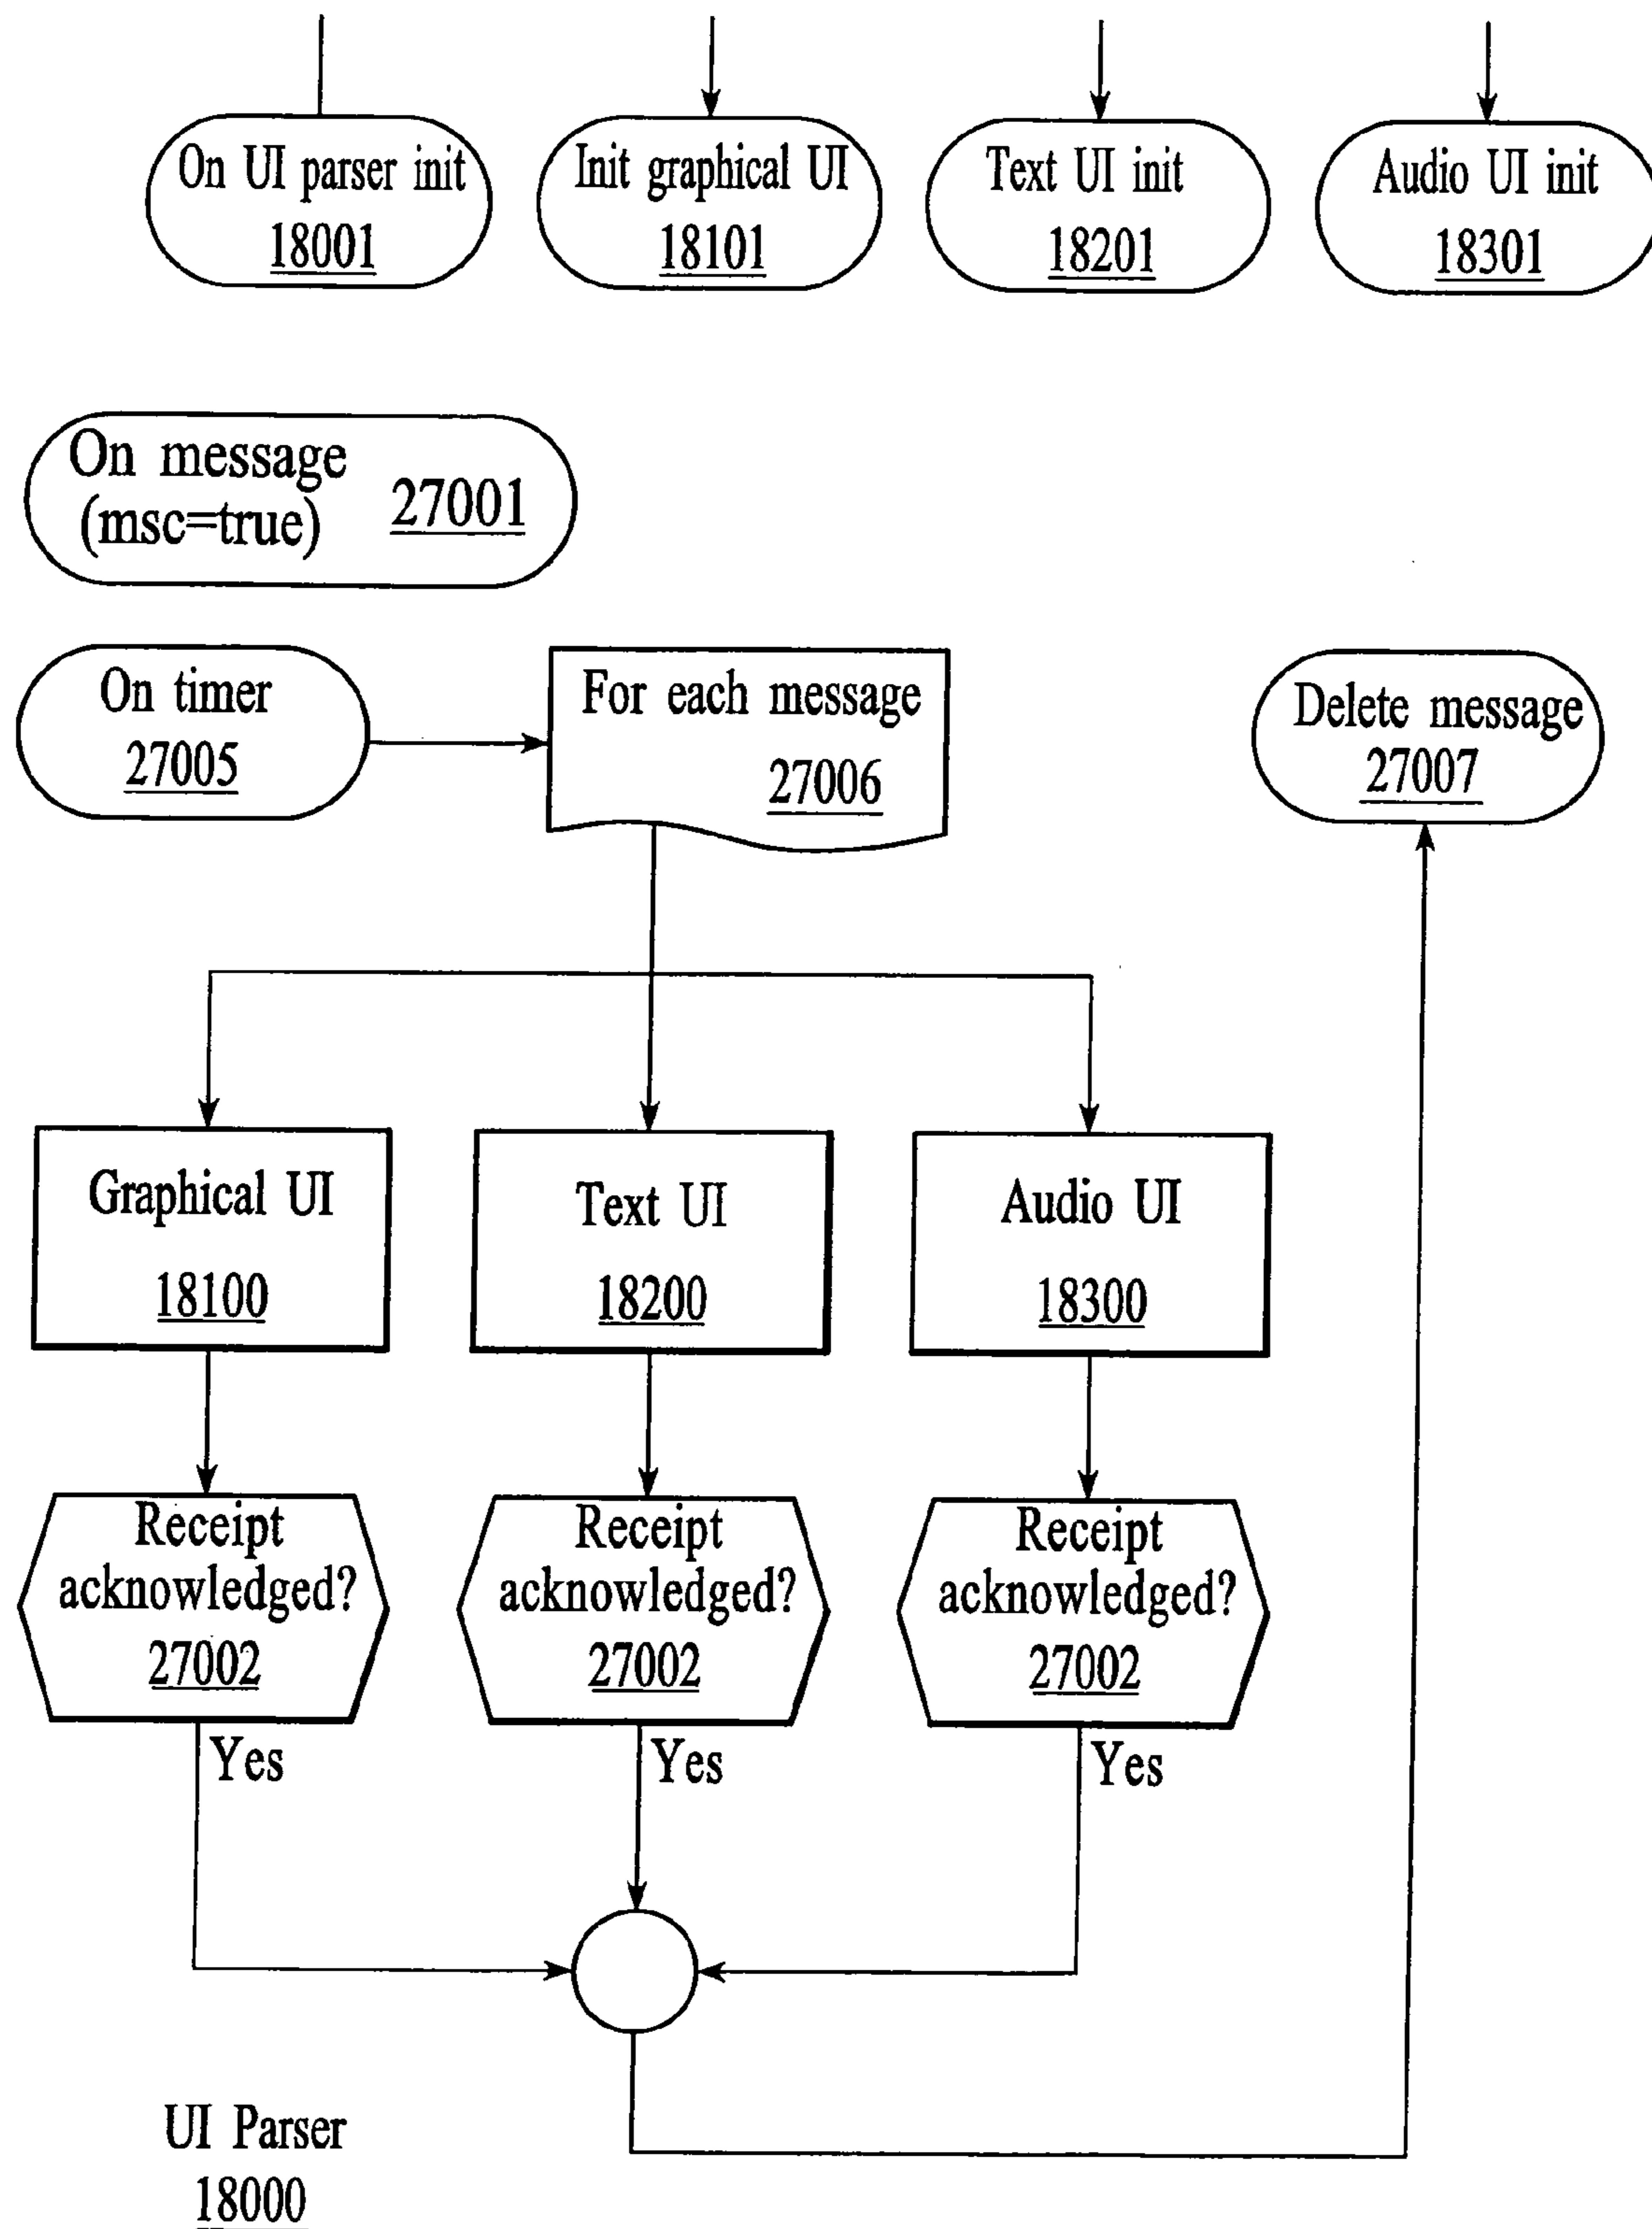 On UI parser init
18001
Init graphical UI
18101
Text UI init
18201
Audio UI init
18301
On message
(msc=true)
27001
On timer
27005
For each message
27006
Delete message
27007
Graphical UI
18100
Text UI
18200
Audio UI
18300
Receipt
acknowledged?
27002
Receipt
acknowledged?
27002
Receipt
acknowledged?
27002
Yes
Yes
Yes
UI Parser
18000